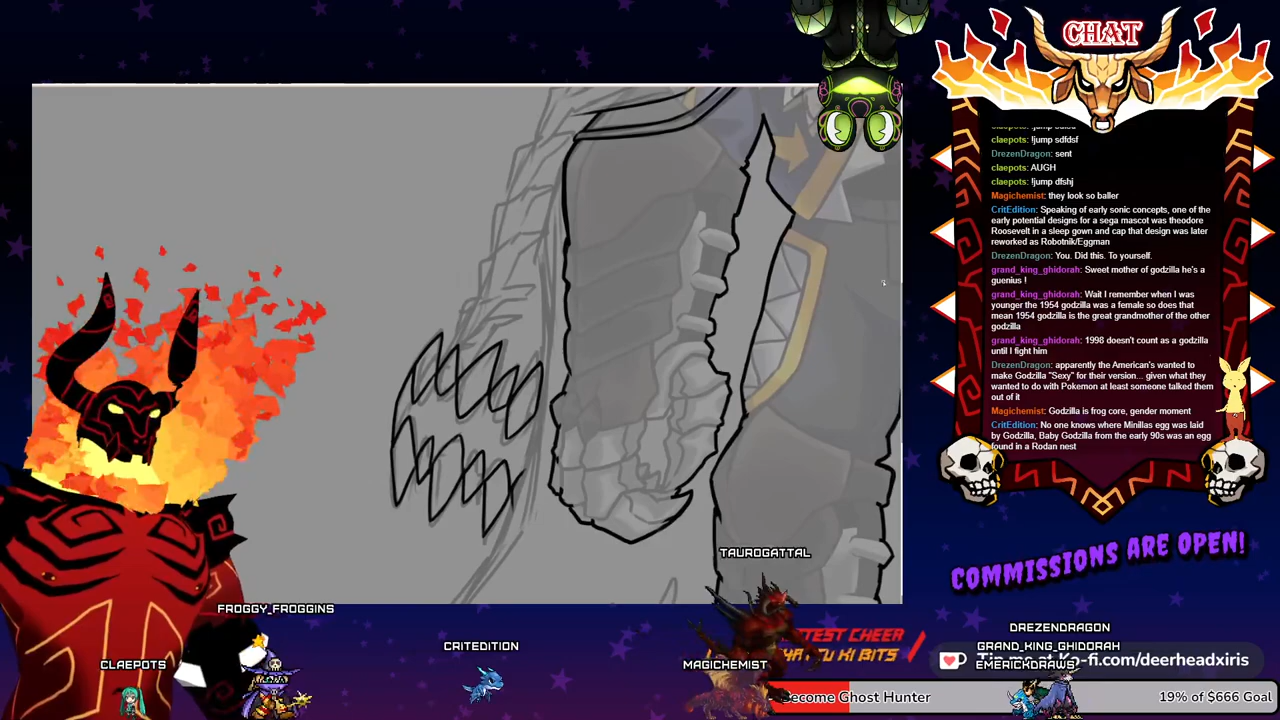 CHAT
claepots: !jump sdfdsf
DrezenDragon: sent
claepots: AUGH
claepots: !jump dfshj
Magichemist: they look so baller
CritEdition: Speaking of early sonic concepts, one of the
early potential designs for a sega mascot was theodore
Roosevelt in a sleep gown and cap that design was later
reworked as Robotnik/Eggman
DrezenDragon: You. Did this. To yourself.
grand_king_ghidorah: Sweet mother of godzilla he's a
guenius !
grand_king_ghidorah: Wait I remember when I was
younger the 1954 godzilla was a female so does that
mean 1954 godzilla is the great grandmother of the other
godzilla
grand_king_ghidorah: 1998 doesn't count as a godzilla
until I fight him
DrezenDragon: apparently the American's wanted to
make Godzilla "Sexy" for their version... given what they
wanted to do with Pokemon at least someone talked them
out of it
Magichemist: Godzilla is frog core, gender moment
CritEdition: No one knows where Minillas egg was laid
by Godzilla, Baby Godzilla from the early 90s was an egg
found in a Rodan nest
COMMISSIONS ARE OPEN!
TAUROGATTAL
FROGGY_FROGGINS
CLAEPOTS
CRITEDITION
MAGICHEMIST
DREZENDRAGON
GRAND_KING_GHIDORAH
EMERICKDRAWS
TEST CHEER
KI BITS
Ko-fi.com/deerheadxiris
Become Ghost Hunter
19% of $666 Goal